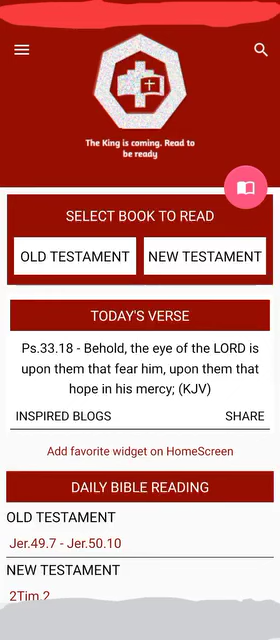 The King is coming. Read to
be ready
SELECT BOOK TO READ
OLD TESTAMENT
NEW TESTAMENT
TODAY'S VERSE
Ps.33.18 - Behold, the eye of the LORD is
upon them that fear him, upon them that
hope in his mercy; (KJV)
INSPIRED BLOGS
SHARE
Add favorite widget on HomeScreen
DAILY BIBLE READING
OLD TESTAMENT
Jer.49.7 - Jer.50.10
NEW TESTAMENT
2Tim.2